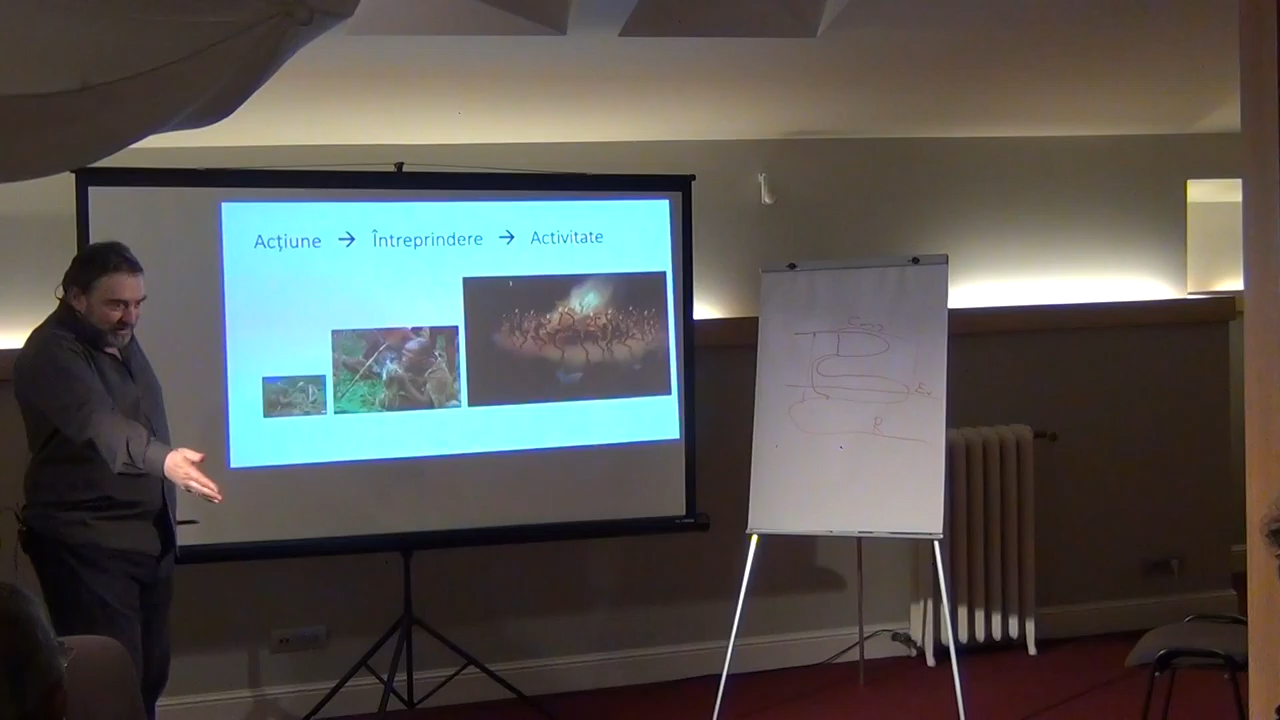 Acțiune → Întreprindere → Activitate
R